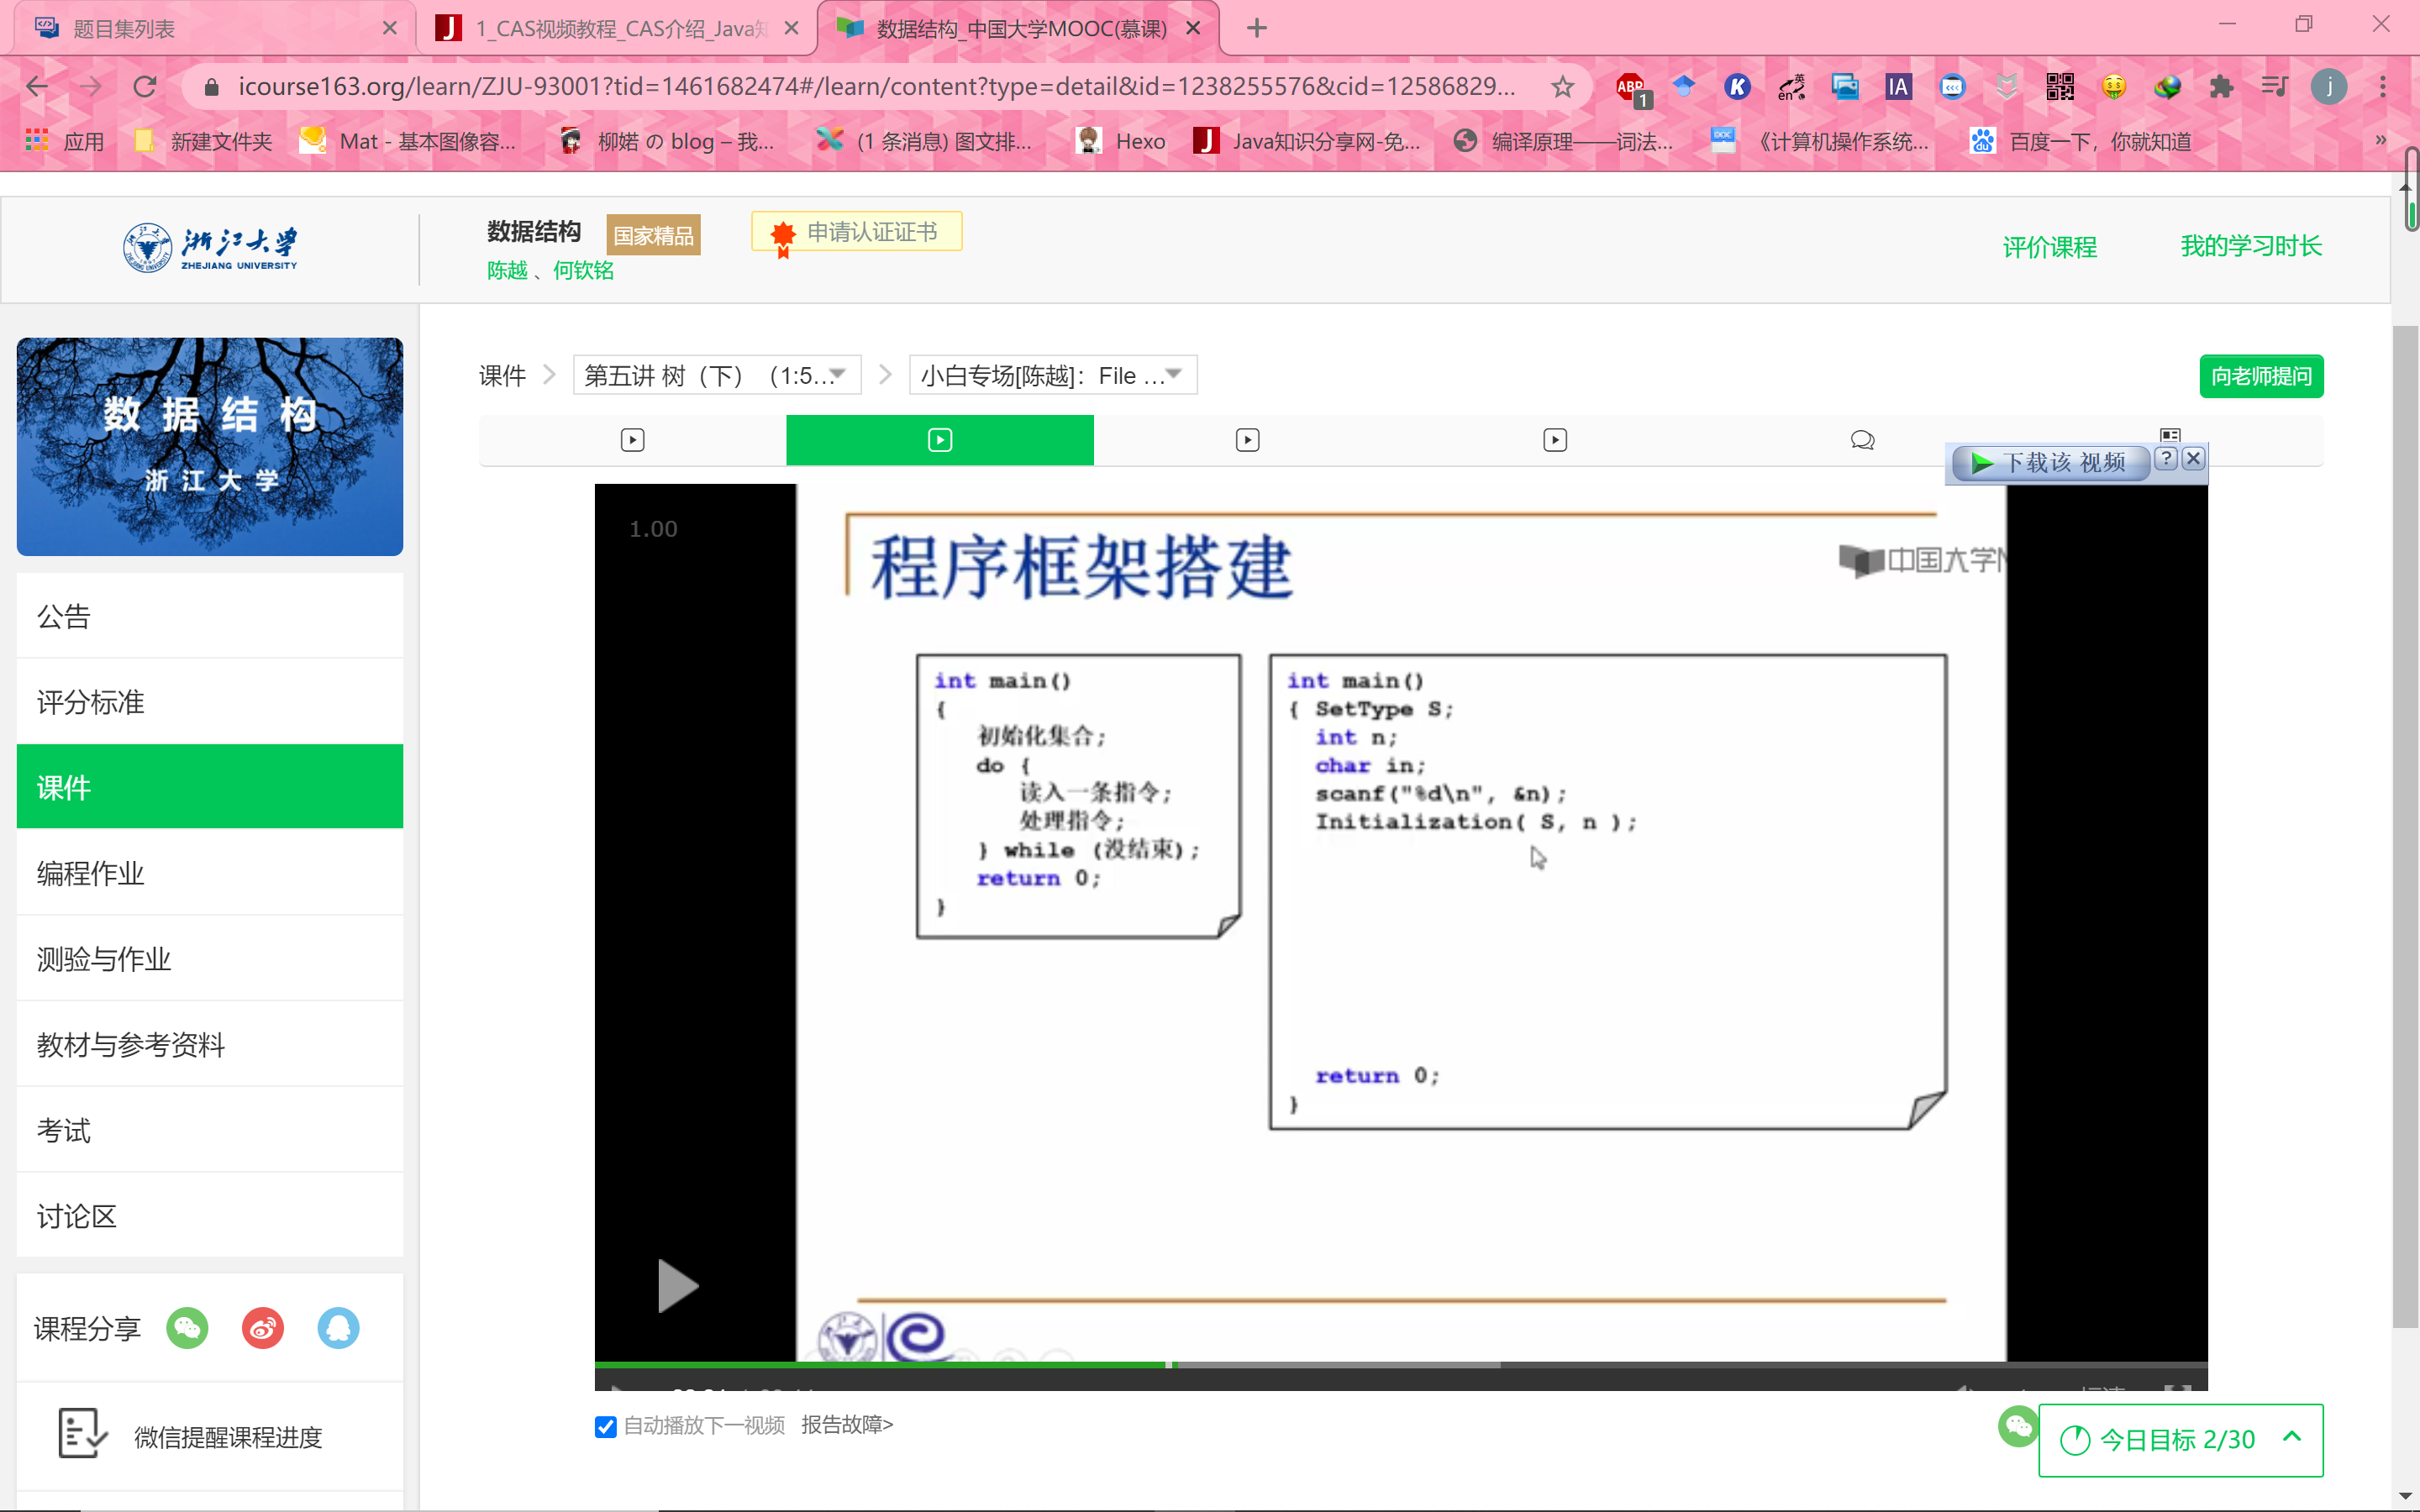 题目集列表
1_CAS视频教程_CAS介绍_Java知
数据结构_中国大学MOOC(慕课)
icourse163.org/learn/ZJU-93001?tid=1461682474#/learn/content?type=detail&id=1238255576&cid=12586829...
ABP
1
英
en
IA
j
应用
新建文件夹
Mat - 基本图像容...
柳婼 の blog – 我...
(1 条消息) 图文排...
Hexo
Java知识分享网-免...
编译原理——词法...
DOC
《计算机操作系统...
百度一下，你就知道
»
浙江大学
ZHEJIANG UNIVERSITY
数据结构
国家精品
申请认证证书
陈越 、何钦铭
评价课程
我的学习时长
数据结构
浙江大学
课件
第五讲 树（下）（1:5...
小白专场[陈越]：File ...
向老师提问
下载该 视频
?
1.00
程序框架搭建
中国大学
int main()
{
初始化集合;
do {
读入一条指令;
处理指令;
} while (没结束);
return 0;
}
int main()
{ SetType S;
int n;
char in;
scanf("%d\n", &n);
Initialization( S, n );
return 0;
}
公告
评分标准
课件
编程作业
测验与作业
教材与参考资料
考试
讨论区
课程分享
微信提醒课程进度
自动播放下一视频
报告故障>
今日目标 2/30